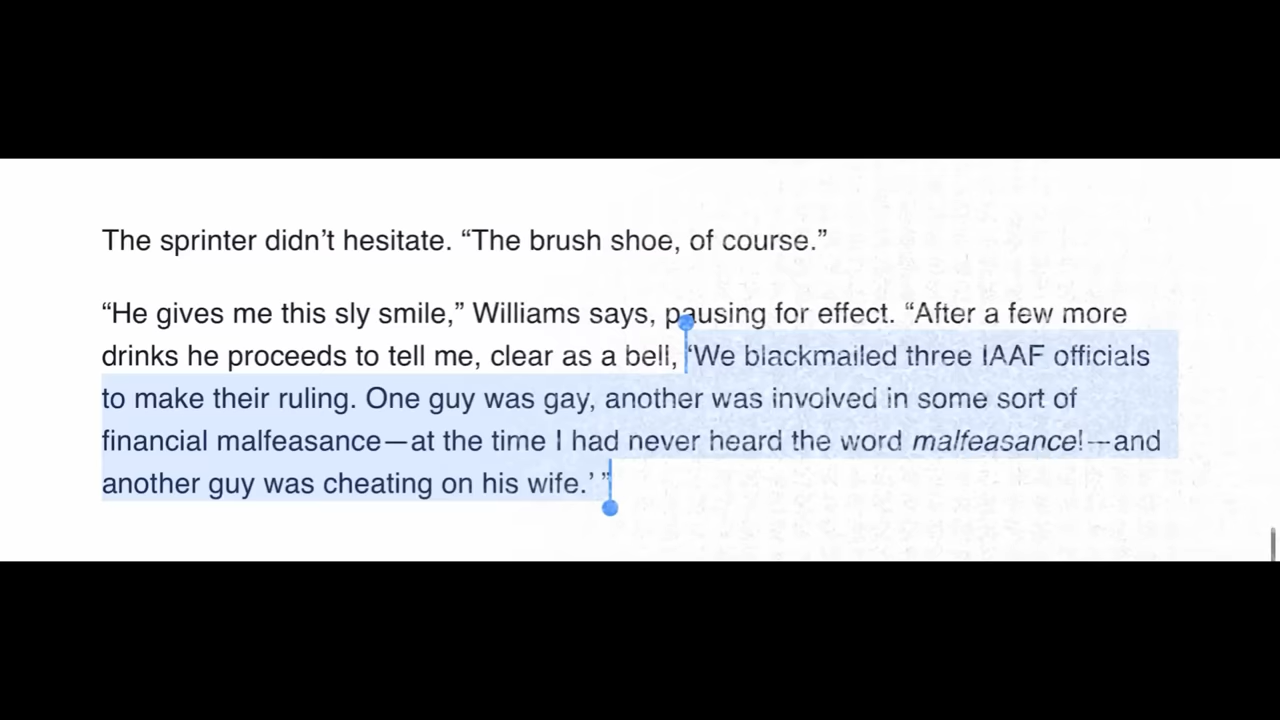 The sprinter didn’t hesitate. “The brush shoe, of course.”
“He gives me this sly smile,” Williams says, pausing for effect. “After a few more
drinks he proceeds to tell me, clear as a bell, ‘We blackmailed three IAAF officials
to make their ruling. One guy was gay, another was involved in some sort of
financial malfeasance—at the time I had never heard the word malfeasance!—and
another guy was cheating on his wife.’ ”